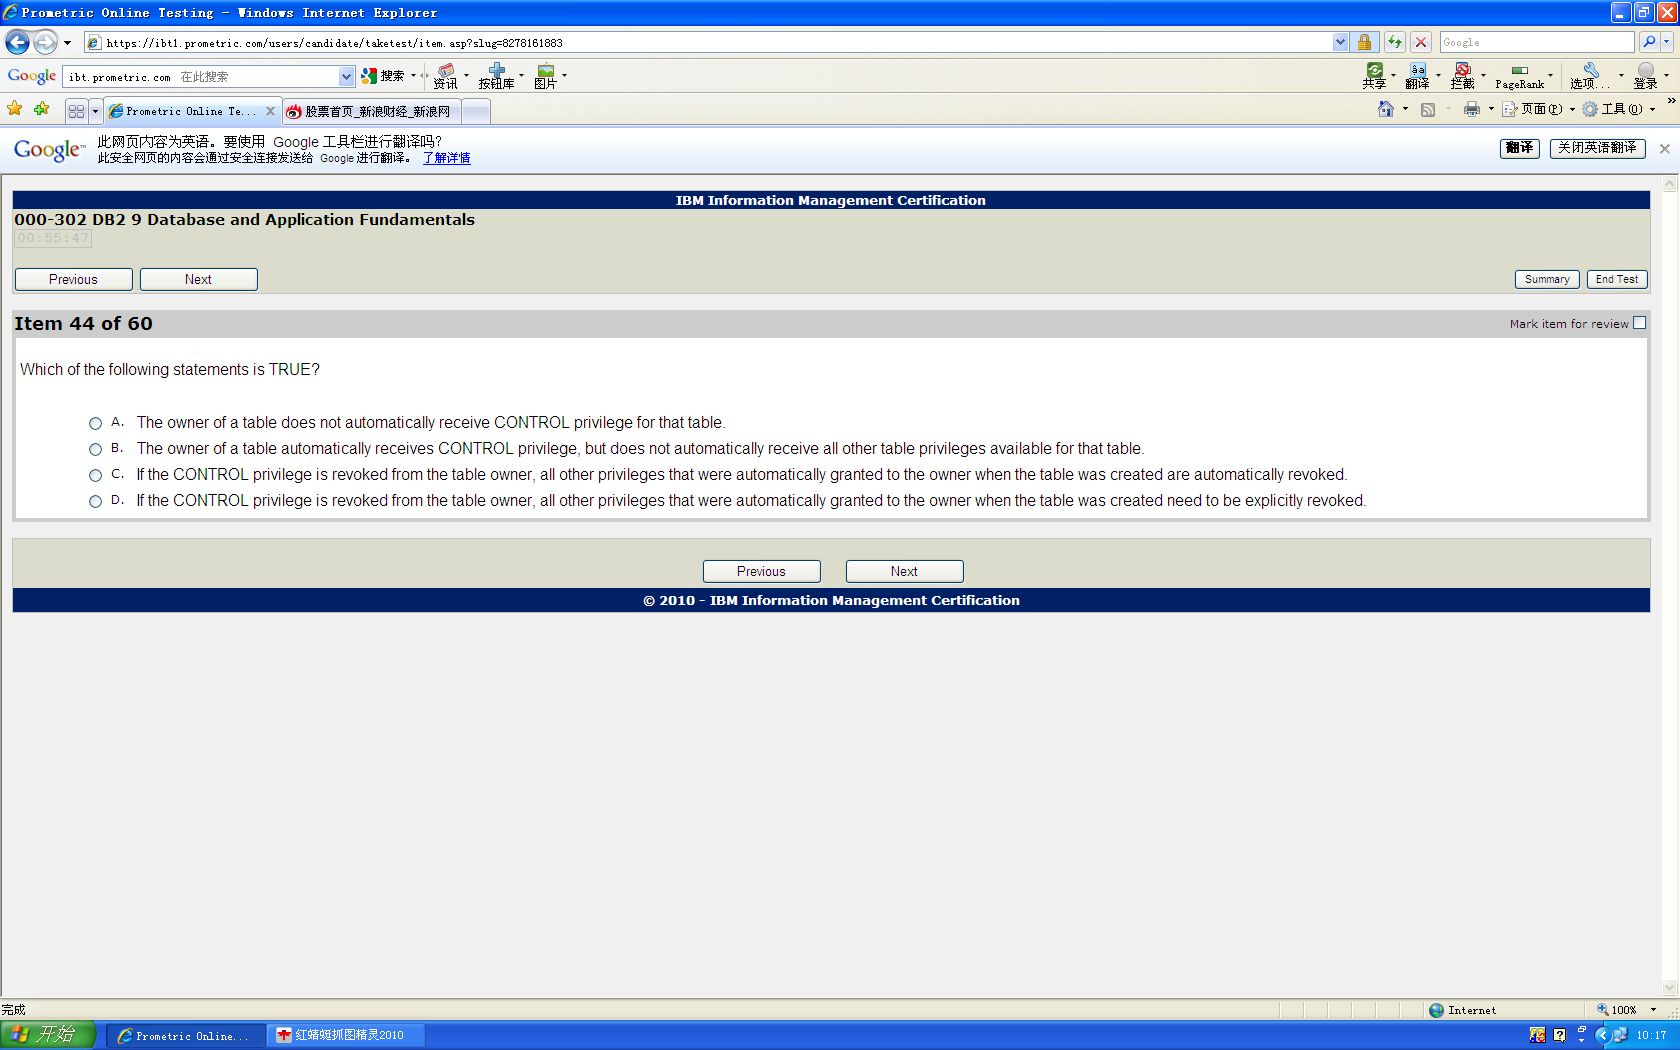 Prometric Online Testing - Windows Internet Explorer
https://ibt1.prometric.com/users/candidate/taketest/item.asp?slug=8278161883
Google
Google
ibt.prometric.com 在此搜索
搜索
资讯
按钮库
图片
共享
翻译
拦截
PageRank
选项...
登录
Prometric Online Te...
股票首页_新浪财经_新浪网
页面(P)
工具(O)
Google™
此网页内容为英语。要使用 Google 工具栏进行翻译吗?
此安全网页的内容会通过安全连接发送给 Google 进行翻译。 了解详情
翻译
关闭英语翻译
IBM Information Management Certification
000-302 DB2 9 Database and Application Fundamentals
00:55:47
Previous
Next
Summary
End Test
Item 44 of 60
Mark item for review
Which of the following statements is TRUE?
A. The owner of a table does not automatically receive CONTROL privilege for that table.
B. The owner of a table automatically receives CONTROL privilege, but does not automatically receive all other table privileges available for that table.
C. If the CONTROL privilege is revoked from the table owner, all other privileges that were automatically granted to the owner when the table was created are automatically revoked.
D. If the CONTROL privilege is revoked from the table owner, all other privileges that were automatically granted to the owner when the table was created need to be explicitly revoked.
Previous
Next
© 2010 - IBM Information Management Certification
完成
Internet
100%
开始
Prometric Online...
红蜻蜓抓图精灵2010
10:17